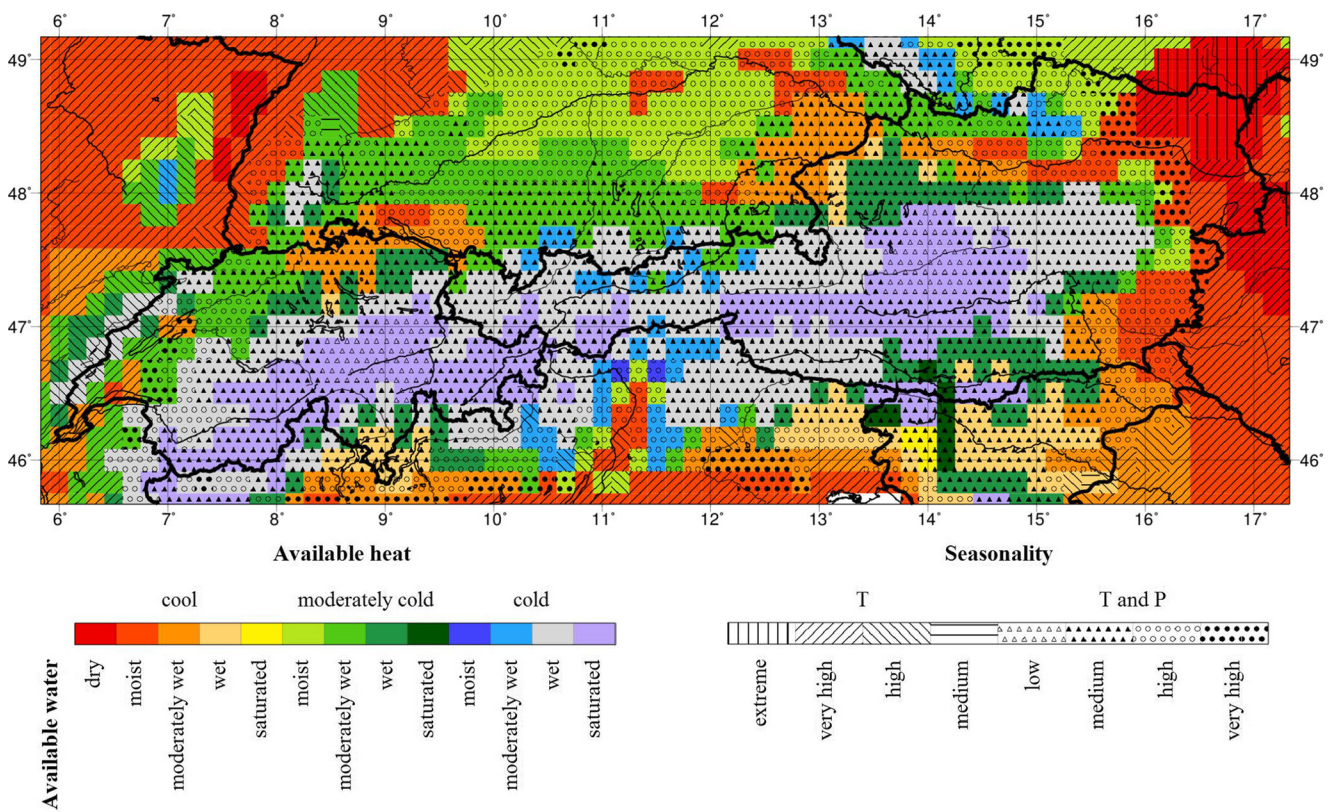 6° 7° 8° 9° 10° 11° 12° 13° 14° 15° 16° 17°
49° 49°
48° 48°
47° 47°
46° 46°
6° 7° 8° 9° 10° 11° 12° 13° 14° 15° 16° 17°
Available heat Seasonality
cool moderately cold cold T T and P
Available water
dry
moist
moderately wet
wet
saturated
moist
moderately wet
wet
saturated
moist
moderately wet
wet
saturated
extreme
very high
high
medium
low
medium
high
very high